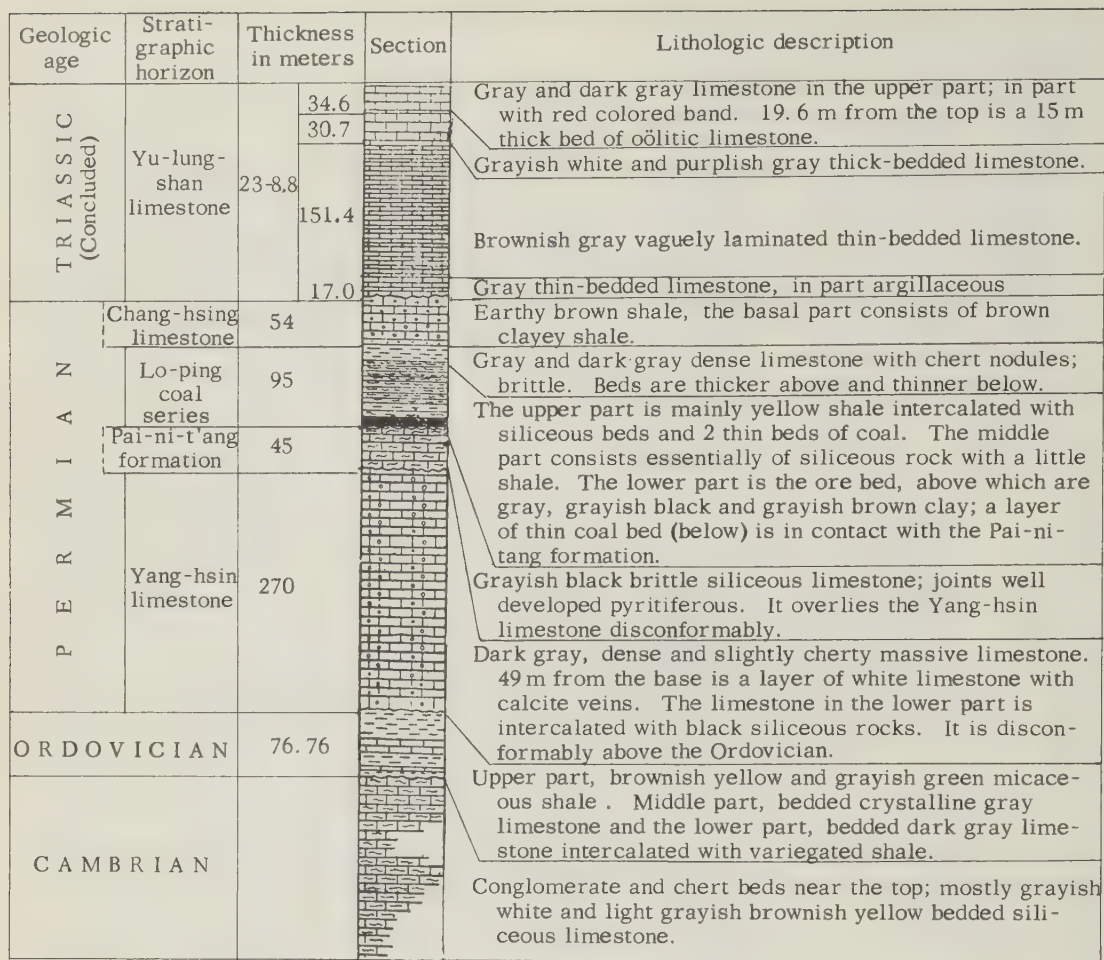 Geologic
age
Strati-
graphic
horizon
Thickness
in meters
Section
Lithologic description
TRIASSIC
(Concluded)
Yu-lung-
shan
limestone
23-8.8
34.6
30.7
151.4
17.0
Gray and dark gray limestone in the upper part; in part
with red colored band. 19.6 m from the top is a 15 m
thick bed of oölitic limestone.
Grayish white and purplish gray thick-bedded limestone.
Brownish gray vaguely laminated thin-bedded limestone.
Gray thin-bedded limestone, in part argillaceous
PERMIAN
Chang-hsing
limestone
54
Earthy brown shale, the basal part consists of brown
clayey shale.
Lo-ping
coal
series
95
Gray and dark gray dense limestone with chert nodules;
brittle. Beds are thicker above and thinner below.
Pai-ni-t'ang
formation
45
The upper part is mainly yellow shale intercalated with
siliceous beds and 2 thin beds of coal. The middle
part consists essentially of siliceous rock with a little
shale. The lower part is the ore bed, above which are
gray, grayish black and grayish brown clay; a layer
of thin coal bed (below) is in contact with the Pai-ni-
tang formation.
Yang-hsin
limestone
270
Grayish black brittle siliceous limestone; joints well
developed pyritiferous. It overlies the Yang-hsin
limestone disconformably.
Dark gray, dense and slightly cherty massive limestone.
49 m from the base is a layer of white limestone with
calcite veins. The limestone in the lower part is
intercalated with black siliceous rocks. It is discon-
formably above the Ordovician.
ORDOVICIAN
76.76
Upper part, brownish yellow and grayish green micace-
ous shale . Middle part, bedded crystalline gray
limestone and the lower part, bedded dark gray lime-
stone intercalated with variegated shale.
CAMBRIAN
Conglomerate and chert beds near the top; mostly grayish
white and light grayish brownish yellow bedded sili-
ceous limestone.